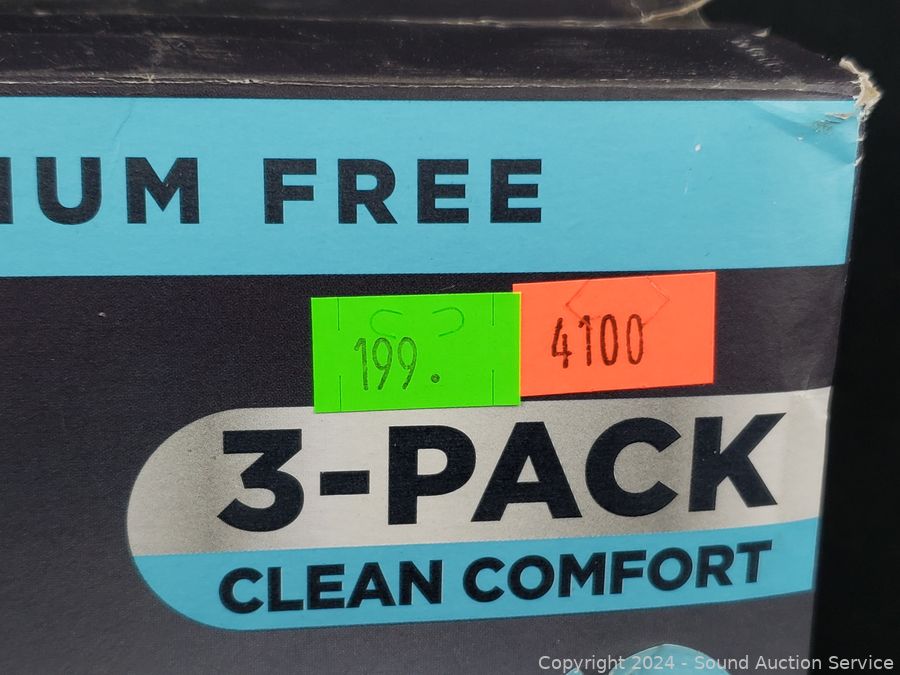 IUM FREE
199.
4100
3-PACK
CLEAN COMFORT
Copyright © 2024 - Sound Auction Service